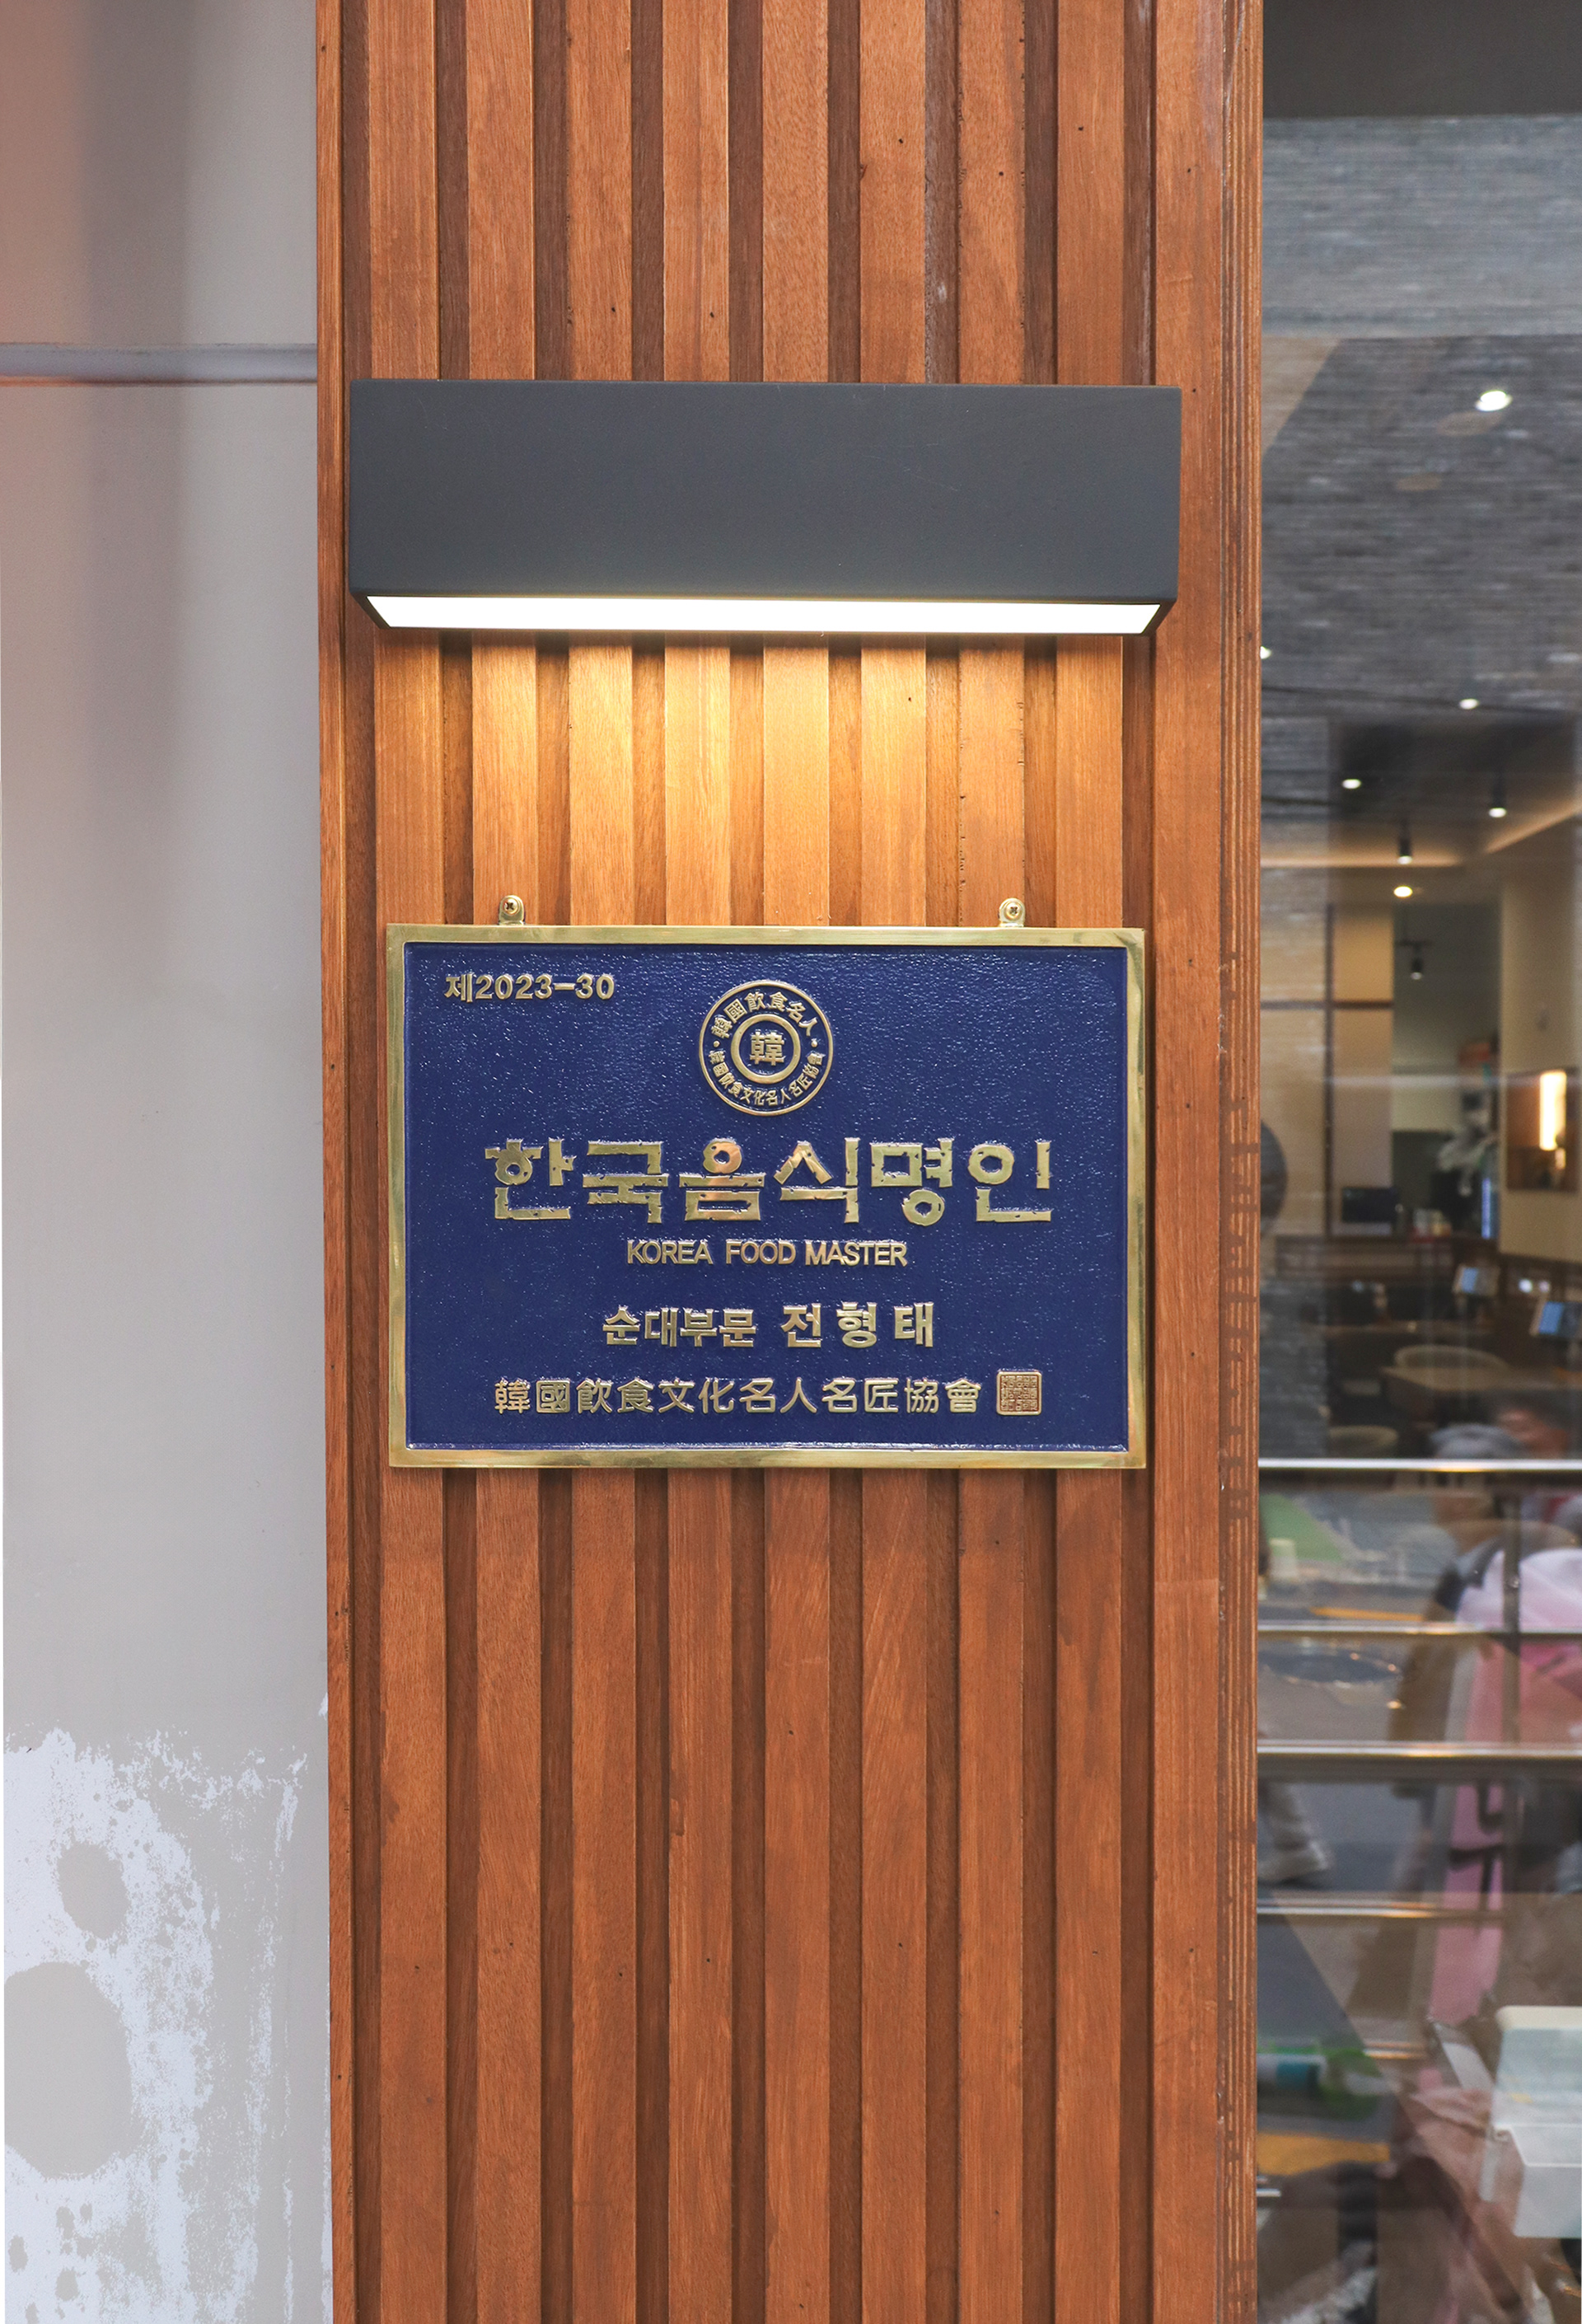 제2023-30
韓國飮食名人
韓
韓國飮食文化名人名匠協會
한국음식명인
KOREA FOOD MASTER
순대부문 전형태
韓國飮食文化名人名匠協會